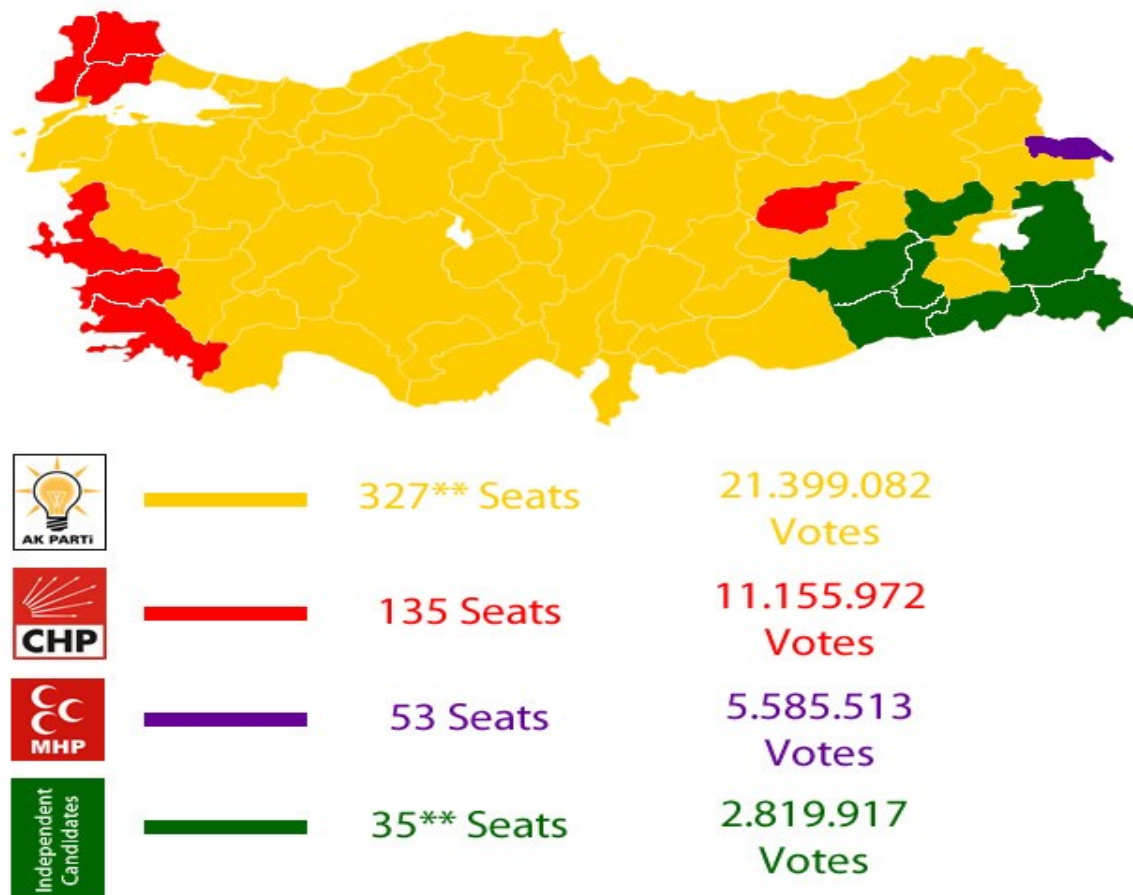 AK PARTi
327** Seats
21.399.082
Votes
CHP
135 Seats
11.155.972
Votes
MHP
53 Seats
5.585.513
Votes
Independent
Candidates
35** Seats
2.819.917
Votes